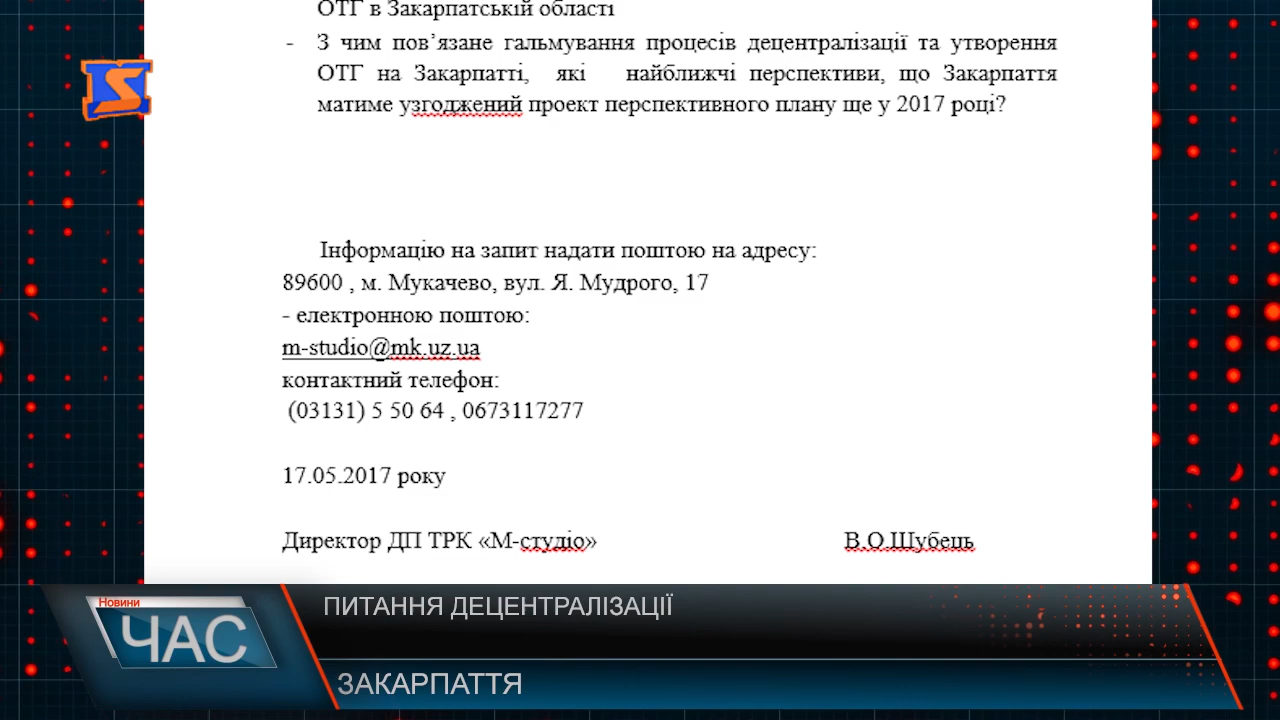 ОТГ в Закарпатській області
- З чим пов’язане гальмування процесів децентралізації та утворення
ОТГ на Закарпатті, які найближчі перспективи, що Закарпаття
матиме узгоджений проект перспективного плану ще у 2017 році?
Інформацію на запит надати поштою на адресу:
89600 , м. Мукачево, вул. Я. Мудрого, 17
- електронною поштою:
m-studio@mk.uz.ua
контактний телефон:
(03131) 5 50 64 , 0673117277
17.05.2017 року
Директор ДП ТРК «М-студіо» В.О.Шубець
Новини
ЧАС
ПИТАННЯ ДЕЦЕНТРАЛІЗАЦІЇ
ЗАКАРПАТТЯ